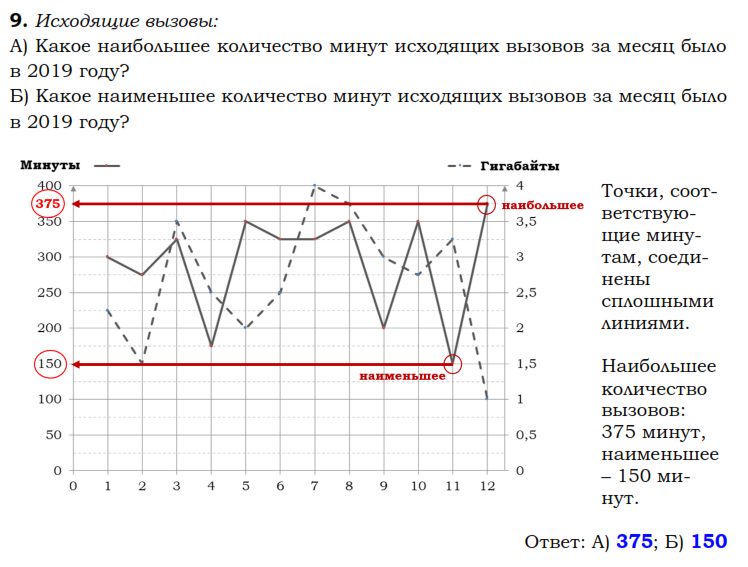 9. Исходящие вызовы:
А) Какое наибольшее количество минут исходящих вызовов за месяц было
в 2019 году?
Б) Какое наименьшее количество минут исходящих вызовов за месяц было
в 2019 году?
Минуты
Гигабайты
400
4
375
наибольшее
350
3,5
300
3
250
2,5
200
2
150
1,5
наименьшее
100
1
50
0,5
0
0
0 1 2 3 4 5 6 7 8 9 10 11 12
Точки, соот-
ветствую-
щие мину-
там, соеди-
нены
сплошными
линиями.
Наибольшее
количество
вызовов:
375 минут,
наименьшее
– 150 ми-
нут.
Ответ: А) 375; Б) 150